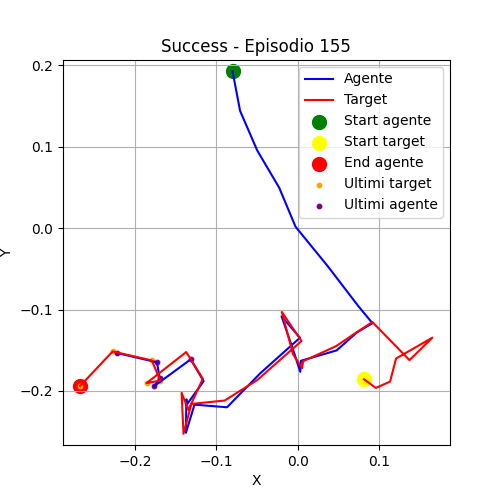 Success - Episodio 155
Y
0.2
0.1
0.0
−0.1
−0.2
Agente
Target
Start agente
Start target
End agente
Ultimi target
Ultimi agente
−0.2 −0.1 0.0 0.1
X